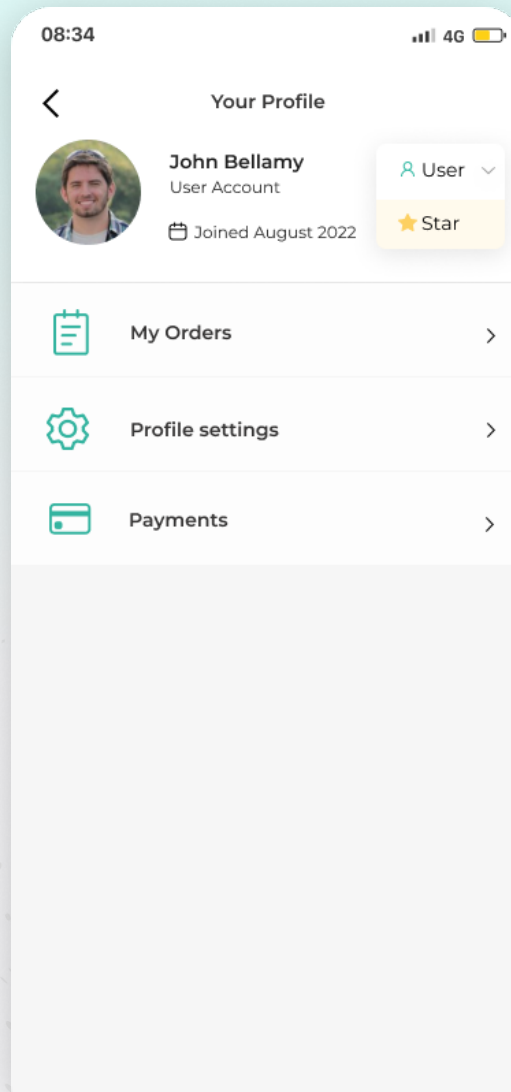 08:34
4G
Your Profile
John Bellamy
User Account
Joined August 2022
User
Star
My Orders
Profile settings
Payments